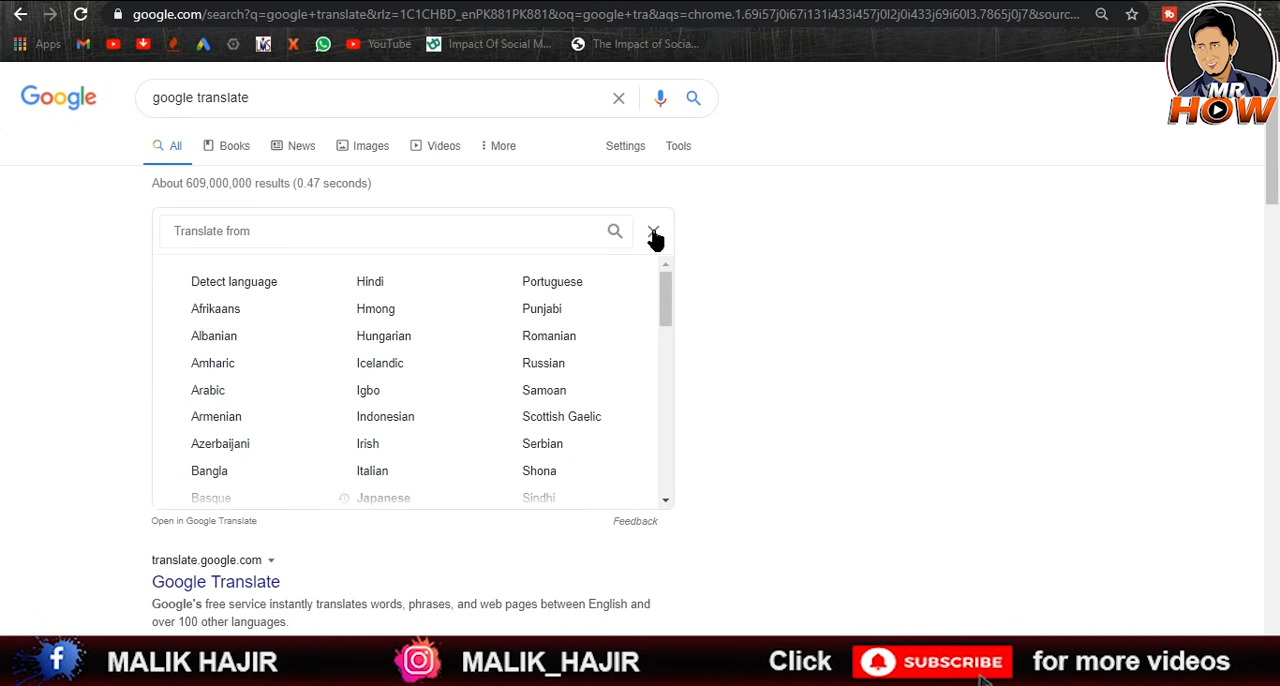 google.com/search?q=google+translate&rlz=1C1CHBD_enPK881PK881&oq=google+tra&aqs=chrome.1.69i57j0i67i131i433i457j0l2j0i433j69i60l3.7865j0j7&sourc...
Apps
YouTube
Impact Of Social M...
The Impact of Socia...
MR
HOW
Google
google translate
All
Books
News
Images
Videos
More
Settings
Tools
About 609,000,000 results (0.47 seconds)
Translate from
Detect language Hindi Portuguese
Afrikaans Hmong Punjabi
Albanian Hungarian Romanian
Amharic Icelandic Russian
Arabic Igbo Samoan
Armenian Indonesian Scottish Gaelic
Azerbaijani Irish Serbian
Bangla Italian Shona
Basque Japanese Sindhi
Open in Google Translate
Feedback
translate.google.com
Google Translate
Google's free service instantly translates words, phrases, and web pages between English and
over 100 other languages.
MALIK HAJIR
MALIK_HAJIR
Click SUBSCRIBE for more videos